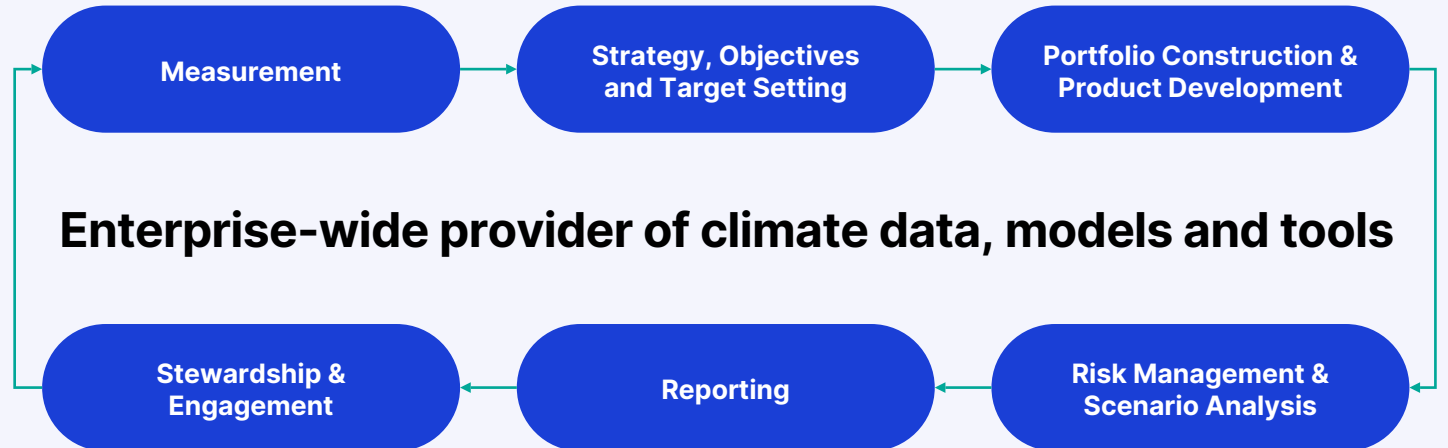 Measurement
Strategy, Objectives
and Target Setting
Portfolio Construction &
Product Development
Enterprise-wide provider of climate data, models and tools
Stewardship &
Engagement
Reporting
Risk Management &
Scenario Analysis